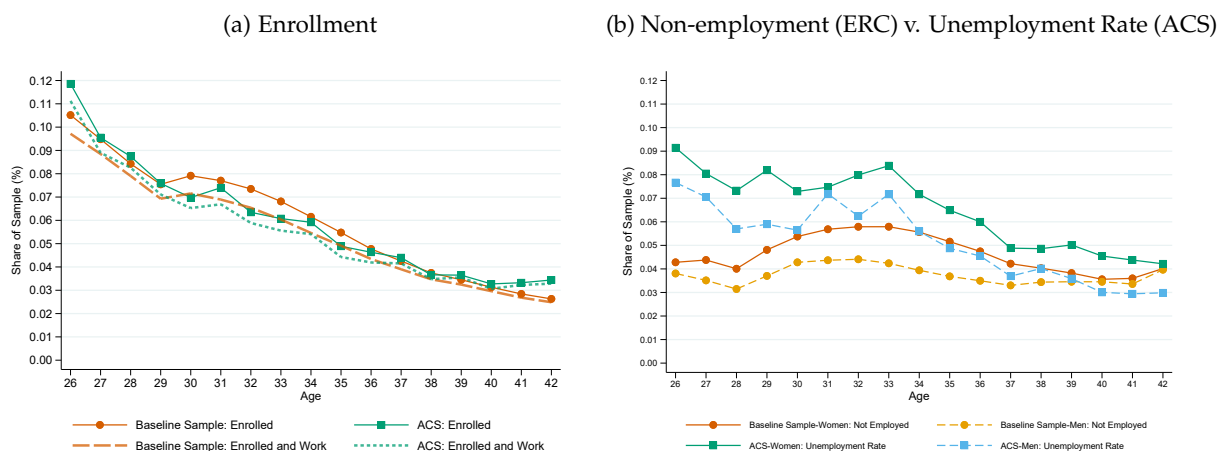 (a) Enrollment
Share of Sample (%)
0.12
0.11
0.10
0.09
0.08
0.07
0.06
0.05
0.04
0.03
0.02
0.01
0.00
26 27 28 29 30 31 32 33 34 35 36 37 38 39 40 41 42
Age
Baseline Sample: Enrolled
ACS: Enrolled
Baseline Sample: Enrolled and Work
ACS: Enrolled and Work
(b) Non-employment (ERC) v. Unemployment Rate (ACS)
Share of Sample (%)
0.12
0.11
0.10
0.09
0.08
0.07
0.06
0.05
0.04
0.03
0.02
0.01
0.00
26 27 28 29 30 31 32 33 34 35 36 37 38 39 40 41 42
Age
Baseline Sample-Women: Not Employed
Baseline Sample-Men: Not Employed
ACS-Women: Unemployment Rate
ACS-Men: Unemployment Rate